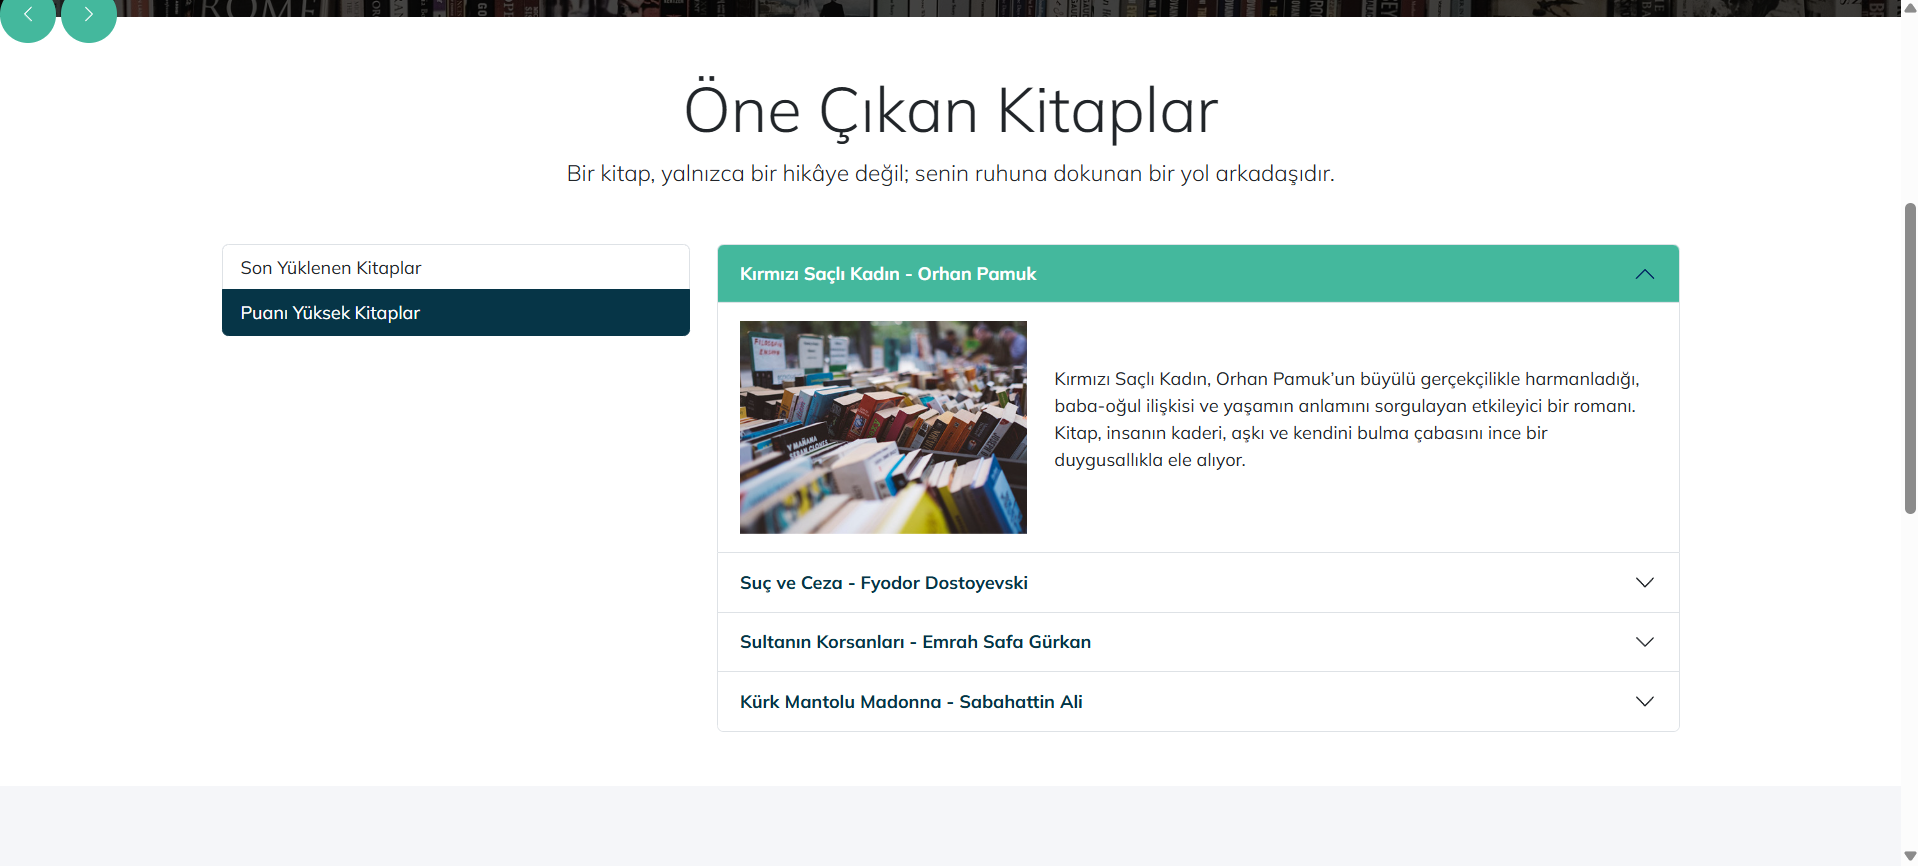 ROME
Öne Çıkan Kitaplar
Bir kitap, yalnızca bir hikâye değil; senin ruhuna dokunan bir yol arkadaşıdır.
Son Yüklenen Kitaplar
Puanı Yüksek Kitaplar
Kırmızı Saçlı Kadın - Orhan Pamuk
Kırmızı Saçlı Kadın, Orhan Pamuk’un büyülü gerçekçilikle harmanladığı,
baba-oğul ilişkisi ve yaşamın anlamını sorgulayan etkileyici bir romanı.
Kitap, insanın kaderi, aşkı ve kendini bulma çabasını ince bir
duygusallıkla ele alıyor.
Suç ve Ceza - Fyodor Dostoyevski
Sultanın Korsanları - Emrah Safa Gürkan
Kürk Mantolu Madonna - Sabahattin Ali